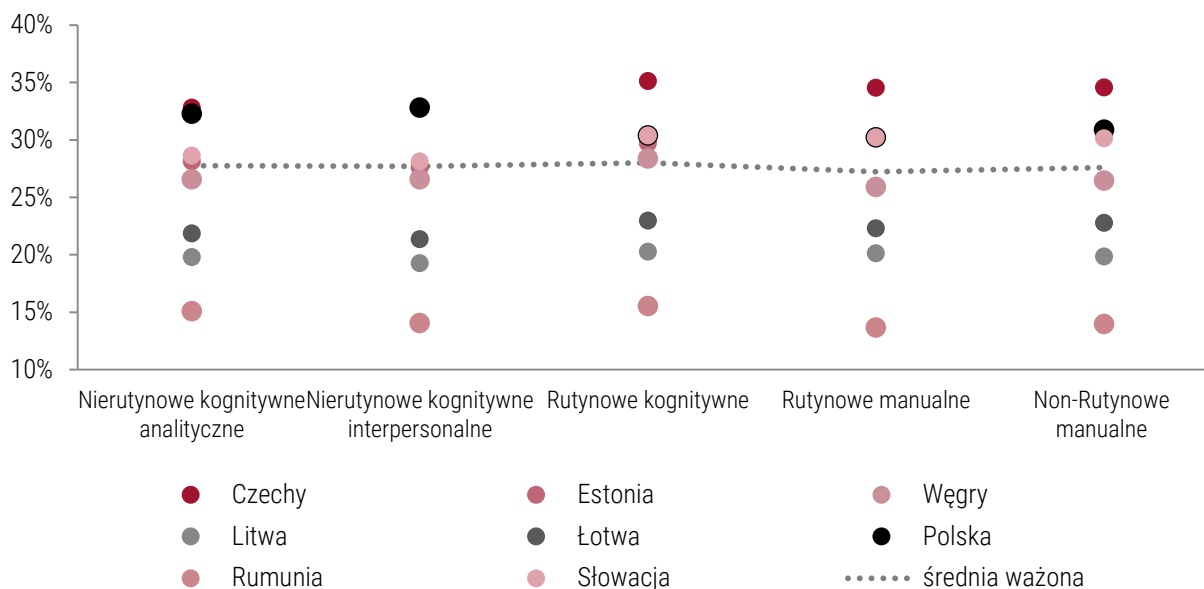 40%
35%
30%
25%
20%
15%
10%
Nierutynowe kognitywne
analityczne
Nierutynowe kognitywne
interpersonalne
Rutynowe kognitywne
Rutynowe manualne
Non-Rutynowe
manualne
Czechy
Estonia
Węgry
Litwa
Łotwa
Polska
Rumunia
Słowacja
średnia ważona